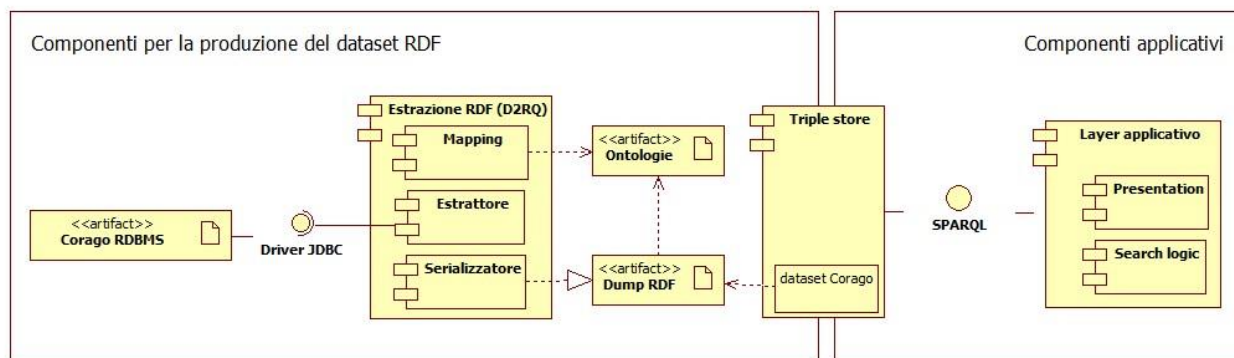 Componenti per la produzione del dataset RDF
Componenti applicativi
Estrazione RDF (D2RQ)
Mapping
Estrattore
Serializzatore
<<artifact>>
Corago RDBMS
Driver JDBC
<<artifact>>
Ontologie
<<artifact>>
Dump RDF
Triple store
dataset Corago
SPARQL
Layer applicativo
Presentation
Search logic